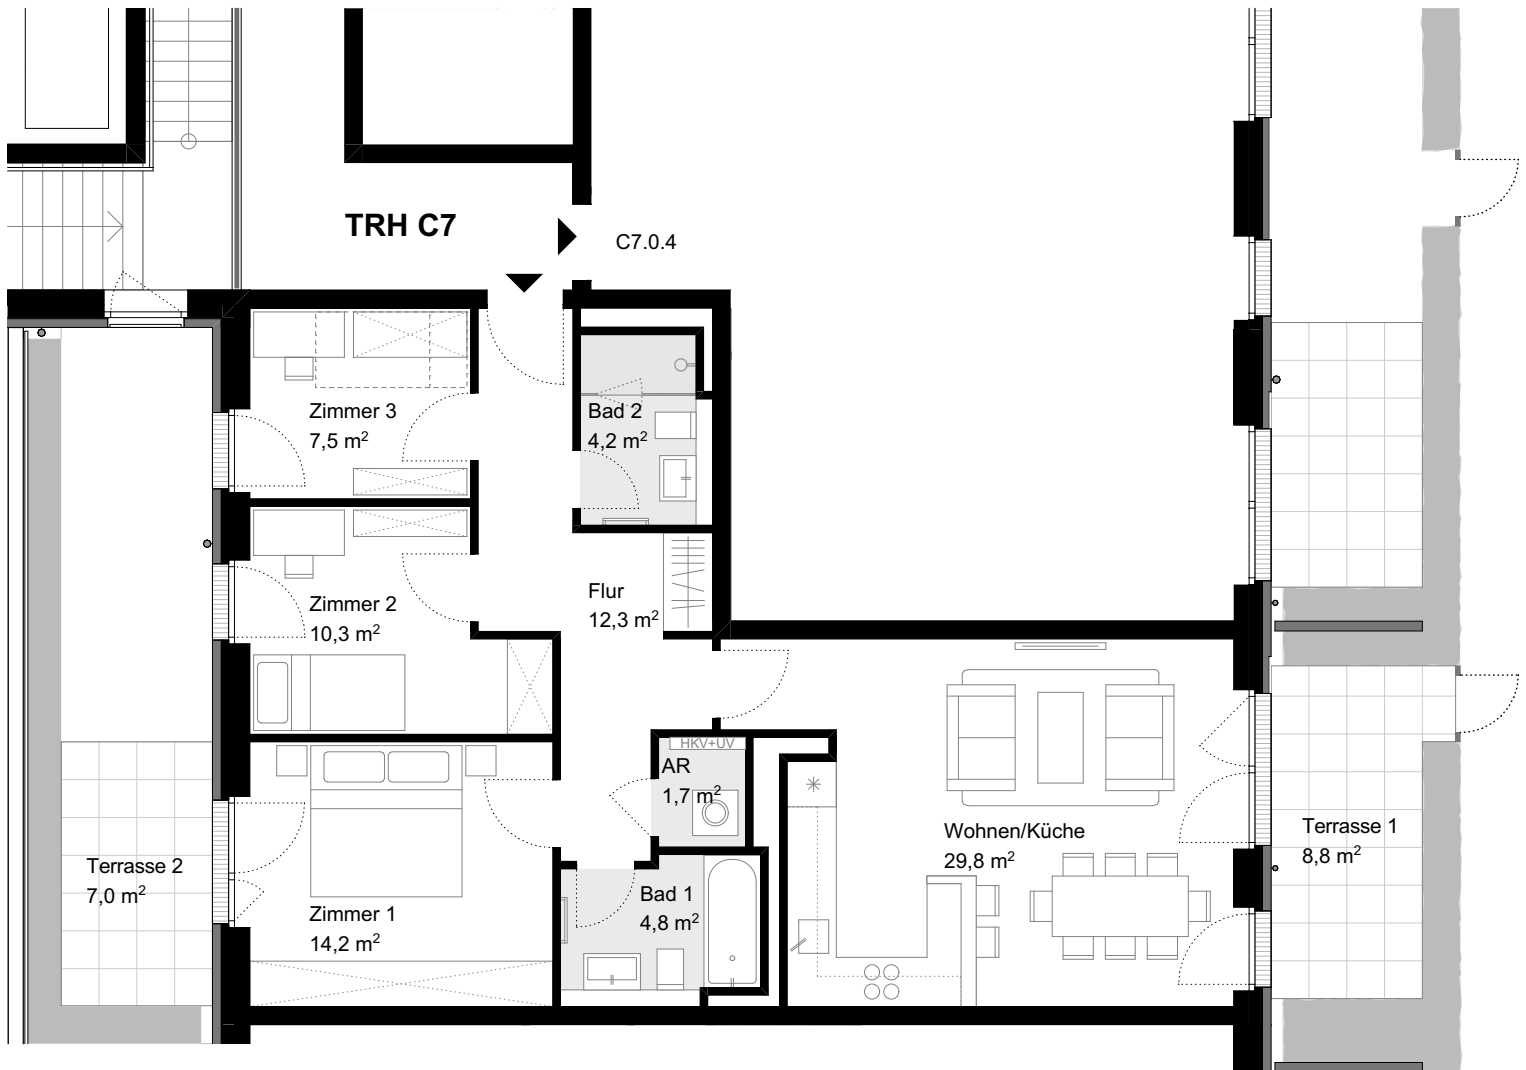 TRH C7
C7.0.4
Zimmer 3
7,5 m²
Bad 2
4,2 m²
Zimmer 2
10,3 m²
Flur
12,3 m²
HKV+UV
AR
1,7 m²
Wohnen/Küche
29,8 m²
Terrasse 1
8,8 m²
Terrasse 2
7,0 m²
Zimmer 1
14,2 m²
Bad 1
4,8 m²